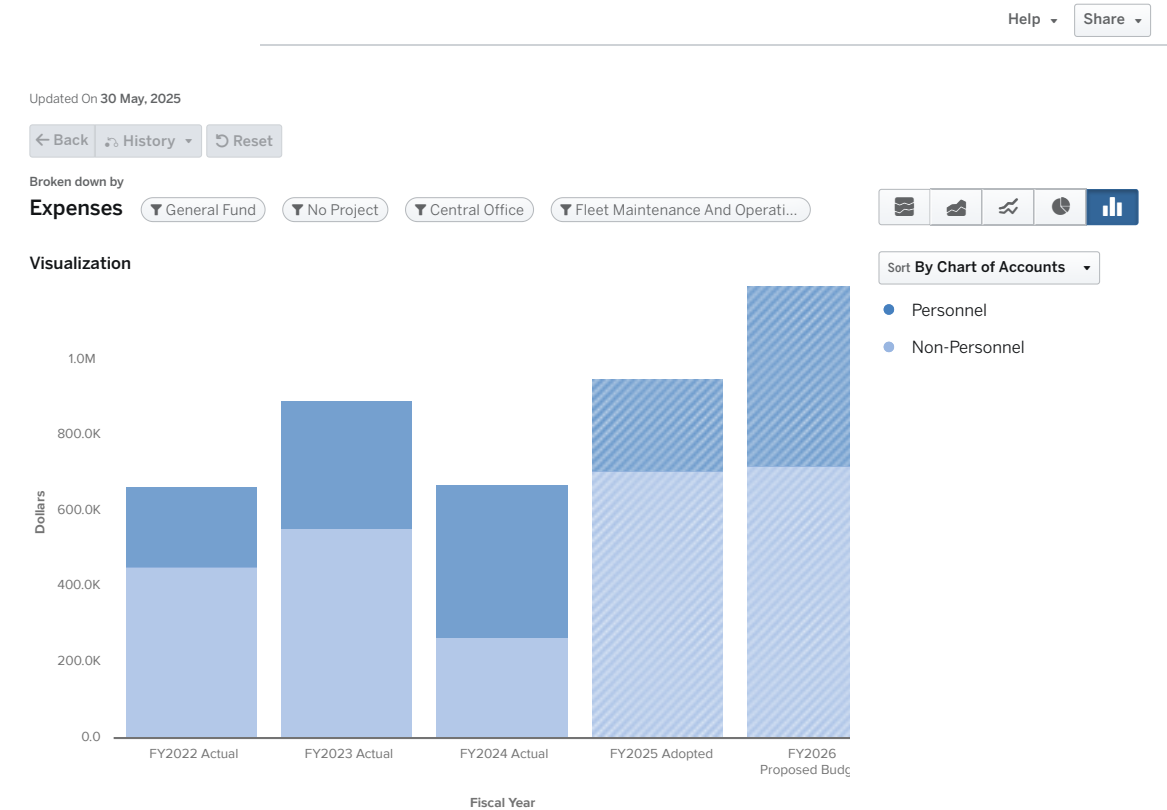 Help
Share
Updated On 30 May, 2025
Back
History
Reset
Broken down by
Expenses
General Fund
No Project
Central Office
Fleet Maintenance And Operati...
Visualization
Sort By Chart of Accounts
Personnel
Non-Personnel
Dollars
1.0M
800.0K
600.0K
400.0K
200.0K
0.0
FY2022 Actual
FY2023 Actual
FY2024 Actual
FY2025 Adopted
FY2026
Proposed Budg
Fiscal Year